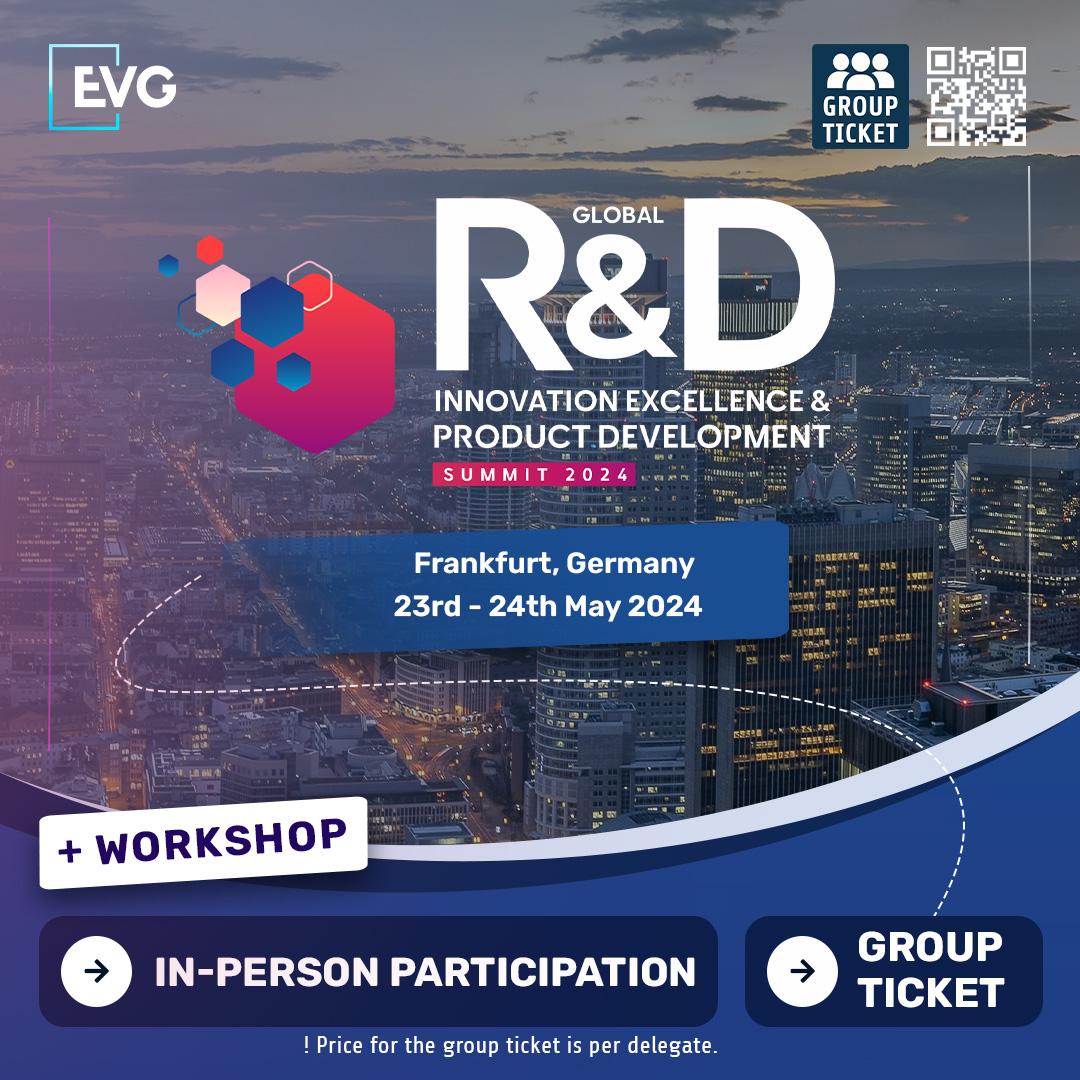 EVG
GROUP
TICKET
GLOBAL
R&D
INNOVATION EXCELLENCE &
PRODUCT DEVELOPMENT
SUMMIT 2024
Frankfurt, Germany
23rd - 24th May 2024
+ WORKSHOP
IN-PERSON PARTICIPATION
GROUP
TICKET
! Price for the group ticket is per delegate.